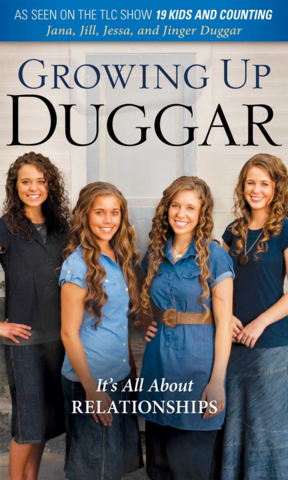 AS SEEN ON THE TLC SHOW 19 KIDS AND COUNTING
Jana, Jill, Jessa, and Jinger Duggar
GROWING UP
DUGGAR
It's All About
RELATIONSHIPS